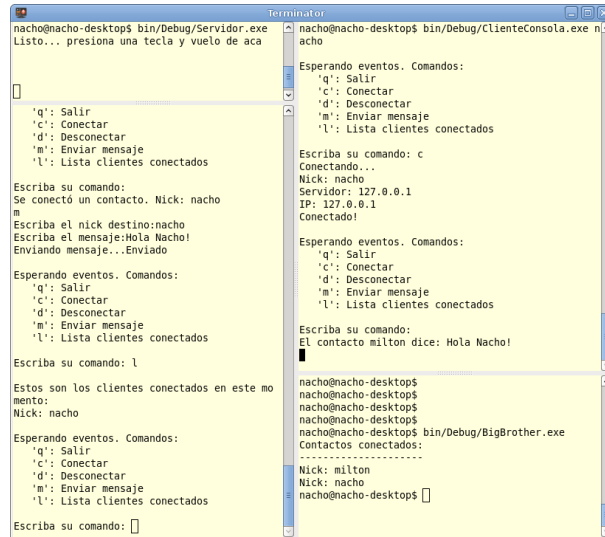 Terminator
nacho@nacho-desktop$ bin/Debug/Servidor.exe
Listo... presiona una tecla y vuelo de aca
'q': Salir
'c': Conectar
'd': Desconectar
'm': Enviar mensaje
'l': Lista clientes conectados
Escriba su comando:
Se conectó un contacto. Nick: nacho
m
Escriba el nick destino:nacho
Escriba el mensaje:Hola Nacho!
Enviando mensaje...Enviado
Esperando eventos. Comandos:
'q': Salir
'c': Conectar
'd': Desconectar
'm': Enviar mensaje
'l': Lista clientes conectados
Escriba su comando: l
Estos son los clientes conectados en este mo
mento:
Nick: nacho
Esperando eventos. Comandos:
'q': Salir
'c': Conectar
'd': Desconectar
'm': Enviar mensaje
'l': Lista clientes conectados
Escriba su comando:
nacho@nacho-desktop$ bin/Debug/ClienteConsola.exe n
acho
Esperando eventos. Comandos:
'q': Salir
'c': Conectar
'd': Desconectar
'm': Enviar mensaje
'l': Lista clientes conectados
Escriba su comando: c
Conectando...
Nick: nacho
Servidor: 127.0.0.1
IP: 127.0.0.1
Conectado!
Esperando eventos. Comandos:
'q': Salir
'c': Conectar
'd': Desconectar
'm': Enviar mensaje
'l': Lista clientes conectados
Escriba su comando:
El contacto milton dice: Hola Nacho!
nacho@nacho-desktop$
nacho@nacho-desktop$
nacho@nacho-desktop$
nacho@nacho-desktop$
nacho@nacho-desktop$ bin/Debug/BigBrother.exe
Contactos conectados:
---------------------
Nick: milton
Nick: nacho
nacho@nacho-desktop$